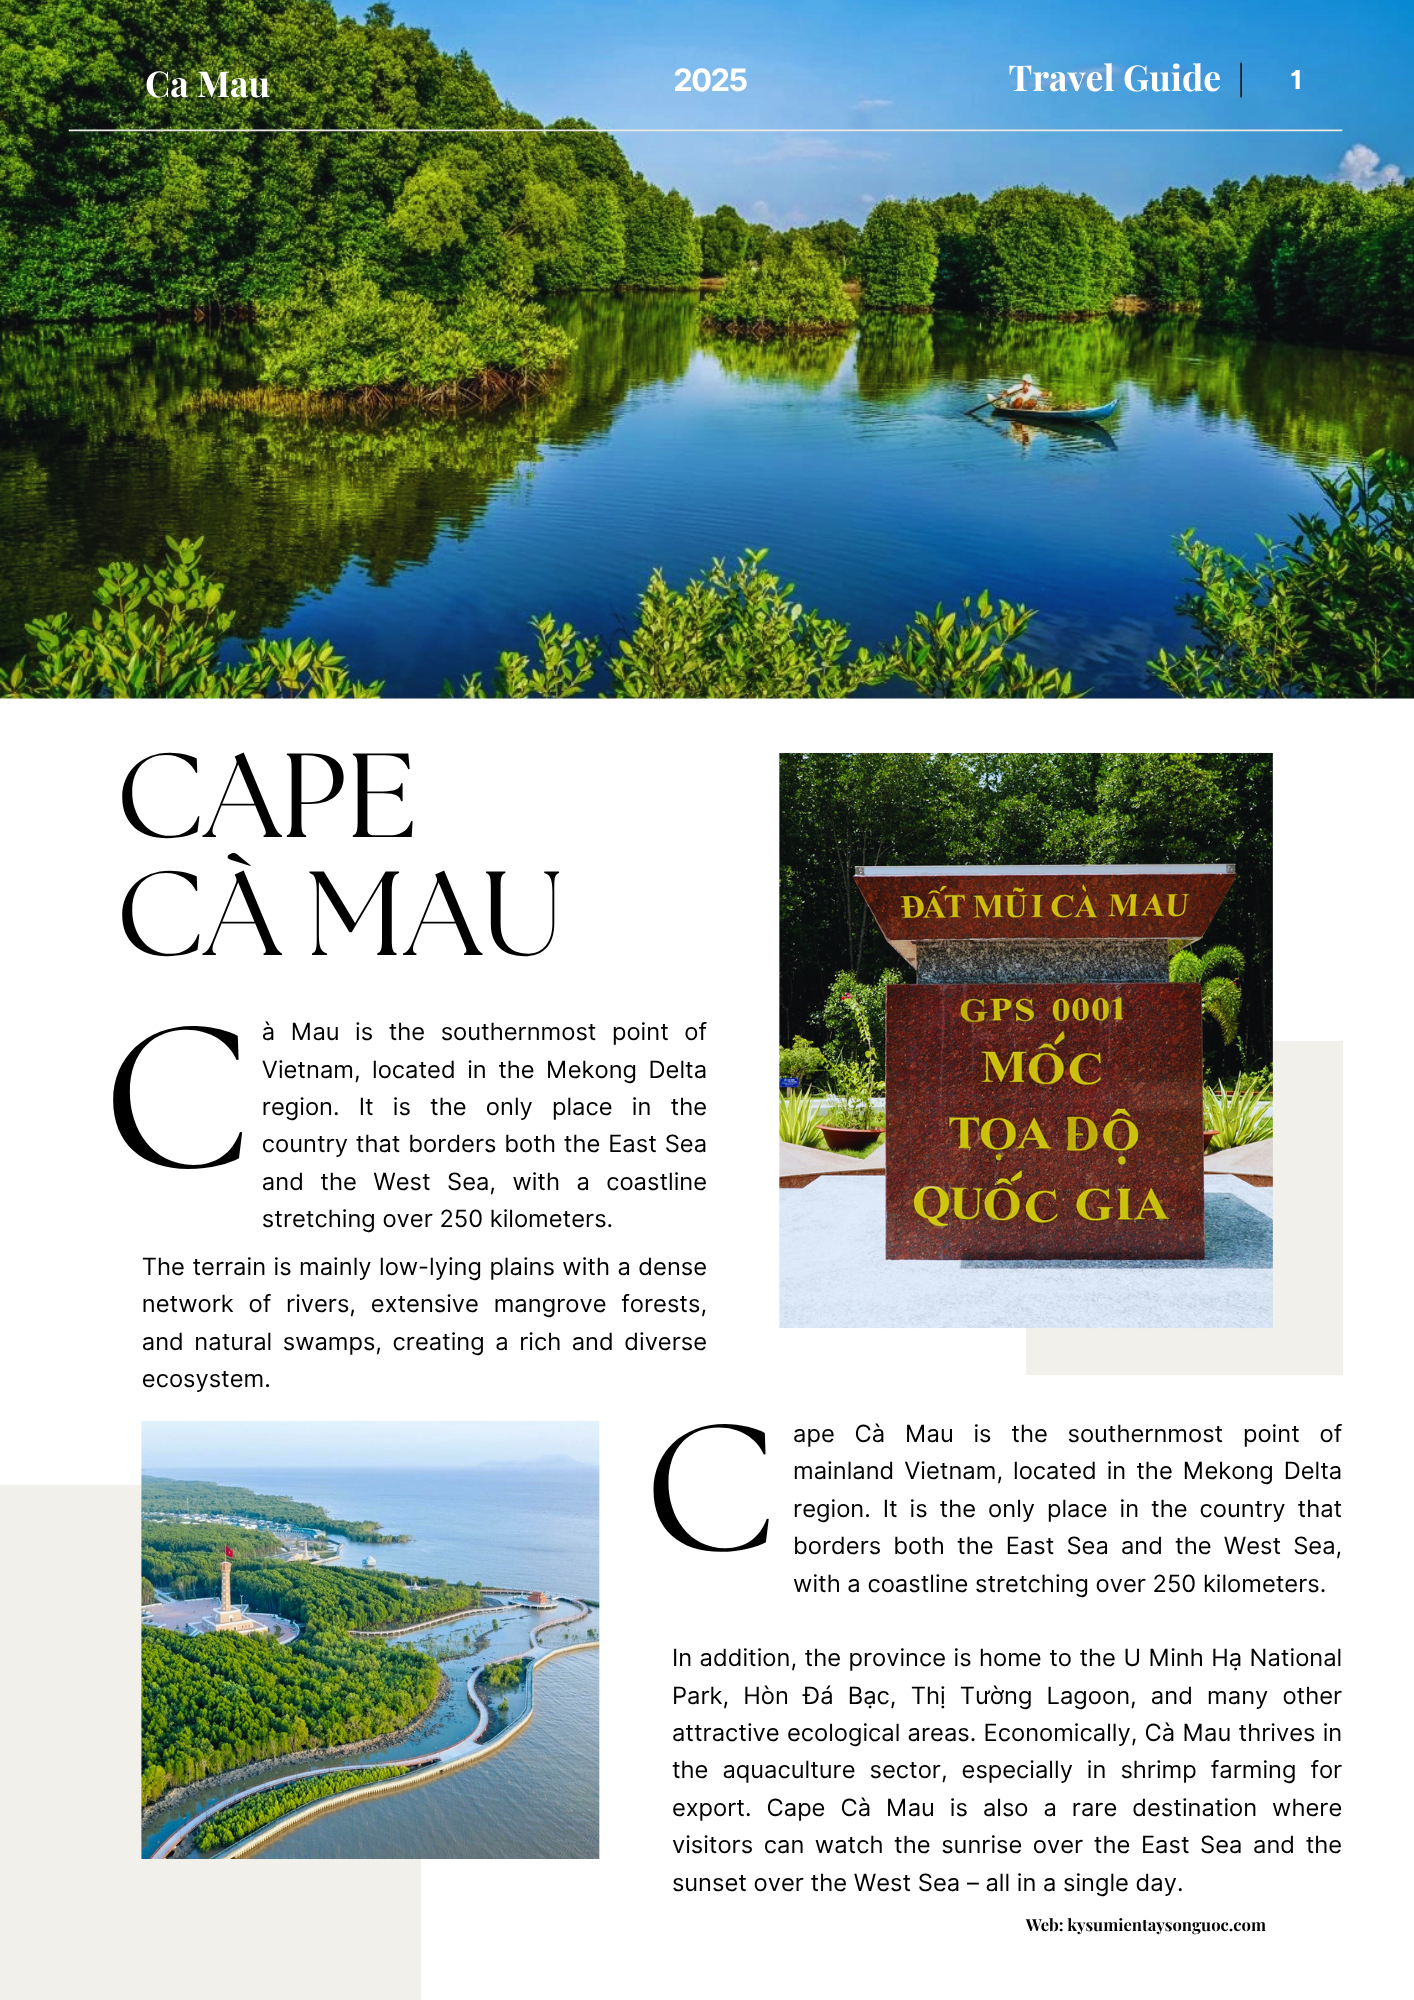 Ca Mau
2025
Travel Guide
1
CAPE
CÀ MAU
Cà Mau is the southernmost point of
Vietnam, located in the Mekong Delta
region. It is the only place in the
country that borders both the East Sea
and the West Sea, with a coastline
stretching over 250 kilometers.
The terrain is mainly low-lying plains with a dense
network of rivers, extensive mangrove forests,
and natural swamps, creating a rich and diverse
ecosystem.
ĐẤT MŨI CÀ MAU
GPS 0001
MỐC
TỌA ĐỘ
QUỐC GIA
Cape Cà Mau is the southernmost point of
mainland Vietnam, located in the Mekong Delta
region. It is the only place in the country that
borders both the East Sea and the West Sea,
with a coastline stretching over 250 kilometers.
In addition, the province is home to the U Minh Hạ National
Park, Hòn Đá Bạc, Thị Tường Lagoon, and many other
attractive ecological areas. Economically, Cà Mau thrives in
the aquaculture sector, especially in shrimp farming for
export. Cape Cà Mau is also a rare destination where
visitors can watch the sunrise over the East Sea and the
sunset over the West Sea – all in a single day.
Web: kysumientaysonguoc.com